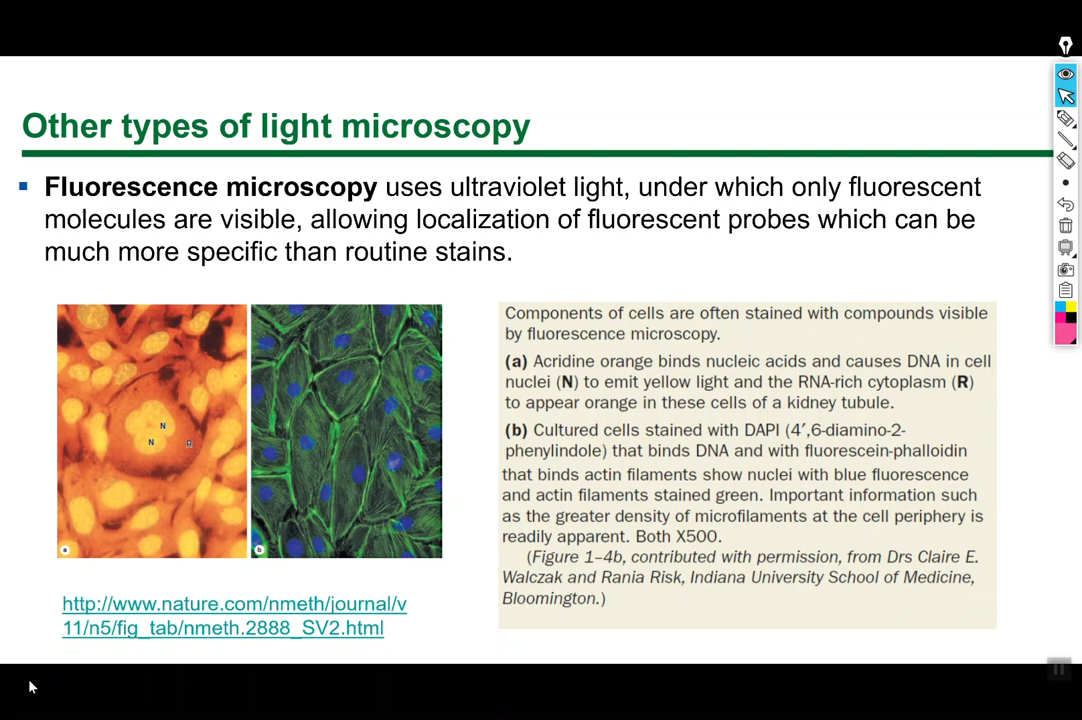 Other types of light microscopy
Fluorescence microscopy uses ultraviolet light, under which only fluorescent
molecules are visible, allowing localization of fluorescent probes which can be
much more specific than routine stains.
N
N
R
a
b
http://www.nature.com/nmeth/journal/v
11/n5/fig_tab/nmeth.2888_SV2.html
Components of cells are often stained with compounds visible
by fluorescence microscopy.
(a) Acridine orange binds nucleic acids and causes DNA in cell
nuclei (N) to emit yellow light and the RNA-rich cytoplasm (R)
to appear orange in these cells of a kidney tubule.
(b) Cultured cells stained with DAPI (4′,6-diamino-2-
phenylindole) that binds DNA and with fluorescein-phalloidin
that binds actin filaments show nuclei with blue fluorescence
and actin filaments stained green. Important information such
as the greater density of microfilaments at the cell periphery is
readily apparent. Both X500.
(Figure 1–4b, contributed with permission, from Drs Claire E.
Walczak and Rania Risk, Indiana University School of Medicine,
Bloomington.)